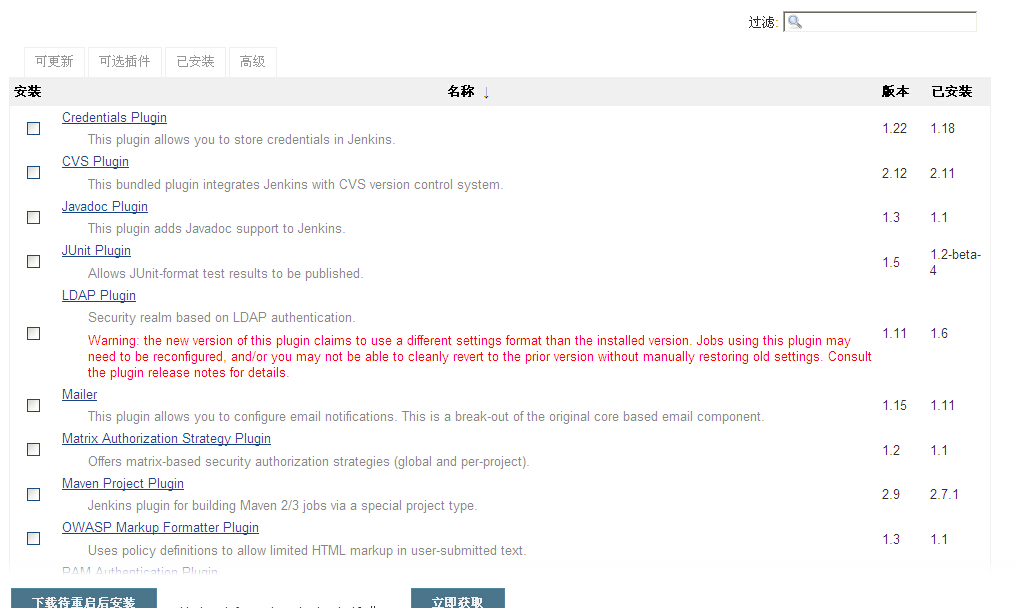 过滤:
可更新 可选插件 已安装 高级
安装 名称 ↓ 版本 已安装
Credentials Plugin
This plugin allows you to store credentials in Jenkins.
1.22 1.18
CVS Plugin
This bundled plugin integrates Jenkins with CVS version control system.
2.12 2.11
Javadoc Plugin
This plugin adds Javadoc support to Jenkins.
1.3 1.1
JUnit Plugin
Allows JUnit-format test results to be published.
1.5 1.2-beta-
4
LDAP Plugin
Security realm based on LDAP authentication.
Warning: the new version of this plugin claims to use a different settings format than the installed version. Jobs using this plugin may
need to be reconfigured, and/or you may not be able to cleanly revert to the prior version without manually restoring old settings. Consult
the plugin release notes for details.
1.11 1.6
Mailer
This plugin allows you to configure email notifications. This is a break-out of the original core based email component.
1.15 1.11
Matrix Authorization Strategy Plugin
Offers matrix-based security authorization strategies (global and per-project).
1.2 1.1
Maven Project Plugin
Jenkins plugin for building Maven 2/3 jobs via a special project type.
2.9 2.7.1
OWASP Markup Formatter Plugin
Uses policy definitions to allow limited HTML markup in user-submitted text.
1.3 1.1
PAM Authentication Plugin
下载待重启后安装 立即获取